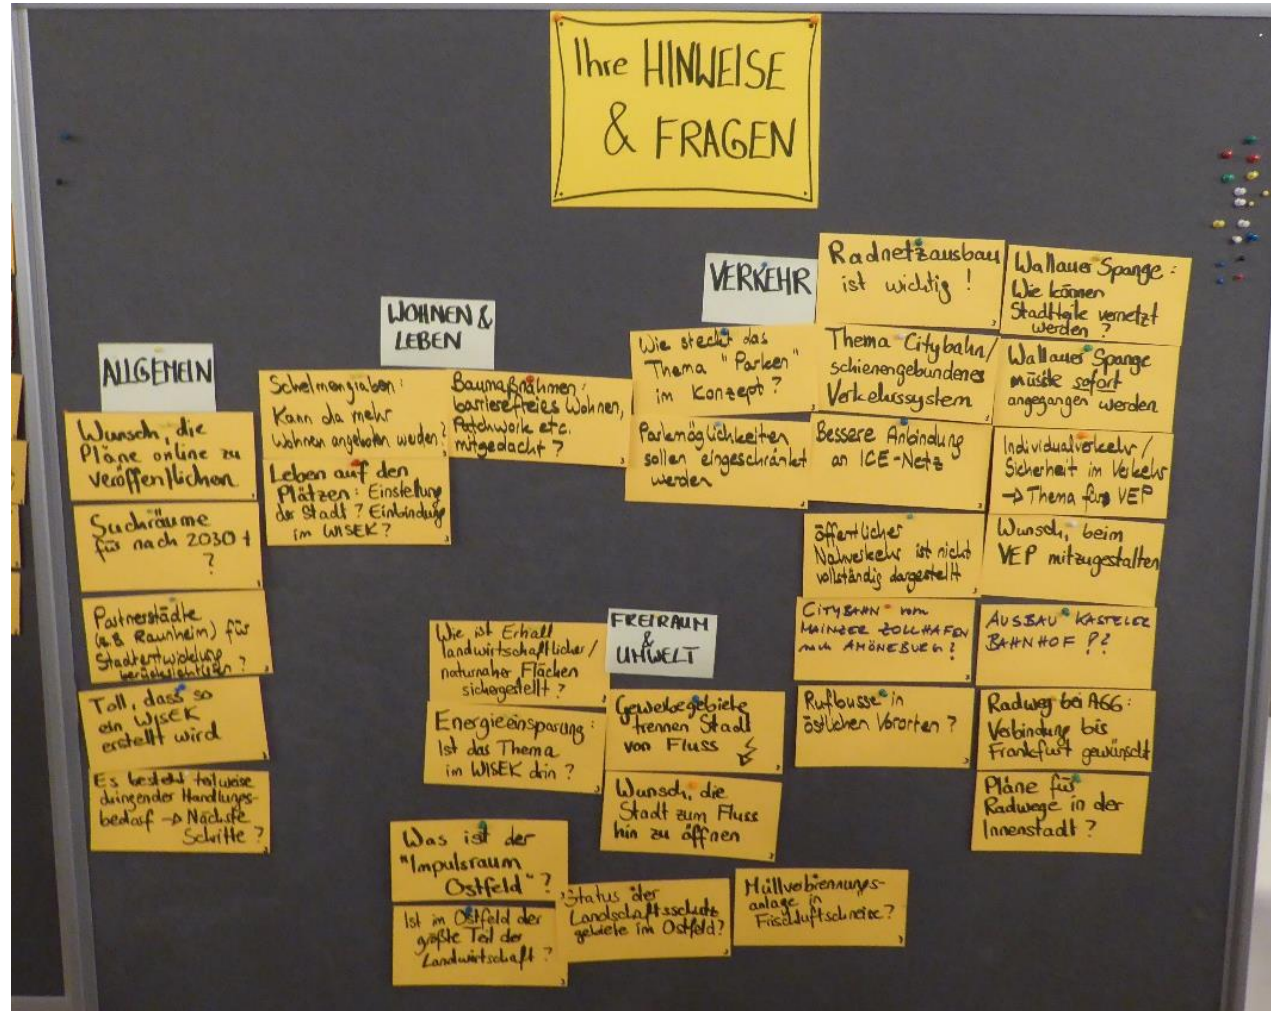 Ihre HINWEISE
& FRAGEN
ALLGEMEIN
Wunsch, die
Pläne online zu
veröffentlichen
Suchräume
für nach 2030+
?
Partnerstädte
(z.B. Raunheim) für
Stadtentwicklung
berücksichtigen?
Toll, dass so
ein WISEK
erstellt wird
Es besteht teilweise
dringender Handlungs-
bedarf → Nächste
Schritte?
WOHNEN &
LEBEN
Schelmengraben:
Kann da mehr
Wohnen angeboten werden?
Leben auf den
Plätzen: Einstellung
der Stadt? Einbindung
im WISEK?
Baumaßnahmen:
barrierefreies Wohnen,
Patchwork etc.
mitgedacht?
VERKEHR
Wie steckt das
Thema "Parken"
im Konzept?
Parkmöglichkeiten
sollen eingeschränkt
werden
Radnetzausbau
ist wichtig!
Thema Citybahn/
schienengebundenes
Verkehrssystem
Bessere Anbindung
an ICE-Netz
öffentlicher
Nahverkehr ist nicht
vollständig dargestellt
CITYBAHN vom
MAINZER ZOLLHAFEN
nach AMÖNEBURG?
Rufbusse in
östlichen Vororten?
Wallauer Spange:
Wie können
Stadtteile vernetzt
werden?
Wallauer Spange
müsste sofort
angegangen werden
Individualverkehr/
Sicherheit im Verkehr
→ Thema fürs VEP
Wunsch, beim
VEP mitzugestalten
AUSBAU KASTELER
BAHNHOF ??
Radweg bei A66:
Verbindung bis
Frankfurt gewünscht
Pläne für
Radwege in der
Innenstadt?
FREIRAUM
&
UMWELT
Wie ist Erhalt
landwirtschaftlicher/
naturnaher Flächen
sichergestellt?
Energieeinsparung:
Ist das Thema
im WISEK drin?
Gewerbegebiete
trennen Stadt
von Fluss
Wunsch, die
Stadt zum Fluss
hin zu öffnen
Was ist der
"Impulsraum
Ostfeld"?
Ist im Ostfeld der
größte Teil der
Landwirtschaft?
Status der
Landschaftsschutz
gebiete im Ostfeld?
Müllverbrennungs-
anlage in
Frischluftschneise?